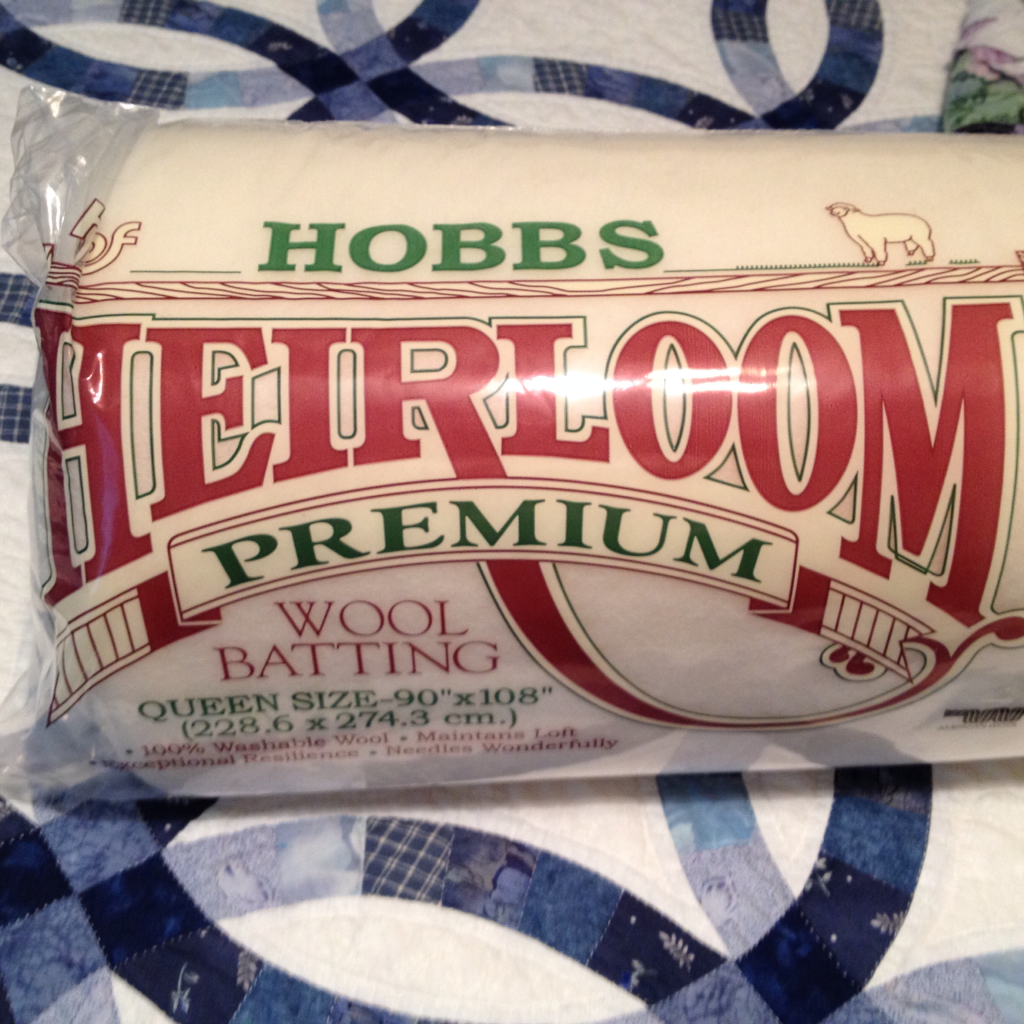 hbf
HOBBS
HEIRLOOM
PREMIUM
WOOL
BATTING
QUEEN SIZE-90"x108"
(228.6 x 274.3 cm.)
• 100% Washable Wool • Maintans Loft
• Exceptional Resilience • Needles Wonderfully